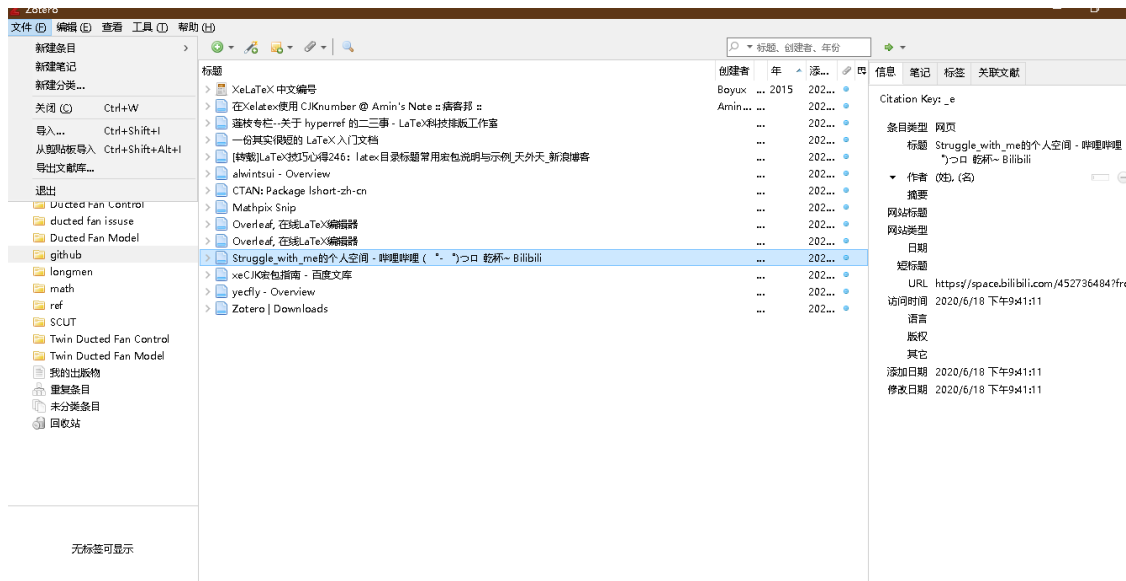 Zotero
文件 (F) 编辑 (E) 查看 工具 (T) 帮助 (H)
新建条目
新建笔记
新建分类...
关闭 (C) Ctrl+W
导入... Ctrl+Shift+I
从剪贴板导入 Ctrl+Shift+Alt+I
导出文献库...
退出
Ducted Fan Control
ducted fan issuse
Ducted Fan Model
github
longmen
math
ref
SCUT
Twin Ducted Fan Control
Twin Ducted Fan Model
我的出版物
重复条目
未分类条目
回收站
无标签可显示
标题、创建者、年份
标题 创建者 年 添...
XeLaTeX 中文编号 Boyux ... 2015 202...
在Xelatex使用 CJKnumber @ Amin's Note :: 痞客邦 :: Amin... ... 202...
莲枝专栏--关于 hyperref 的二三事 - LaTeX科技排版工作室 ... 202...
一份其实很短的 LaTeX 入门文档 ... 202...
[转载]LaTeX技巧心得246：latex目录标题常用宏包说明与示例_天外天_新浪博客 ... 202...
alwintsui - Overview ... 202...
CTAN: Package lshort-zh-cn ... 202...
Mathpix Snip ... 202...
Overleaf, 在线LaTeX编辑器 ... 202...
Overleaf, 在线LaTeX编辑器 ... 202...
Struggle_with_me的个人空间 - 哔哩哔哩 ( ゜- ゜)つロ 乾杯~ Bilibili ... 202...
xeCJK宏包指南 - 百度文库 ... 202...
yecfly - Overview ... 202...
Zotero | Downloads ... 202...
信息 笔记 标签 关联文献
Citation Key: _e
条目类型 网页
标题 Struggle_with_me的个人空间 - 哔哩哔哩
゜)つロ 乾杯~ Bilibili
作者 (姓), (名)
摘要
网站标题
网站类型
日期
短标题
URL https://space.bilibili.com/452736484?fr
访问时间 2020/6/18 下午9:41:11
语言
版权
其它
添加日期 2020/6/18 下午9:41:11
修改日期 2020/6/18 下午9:41:11